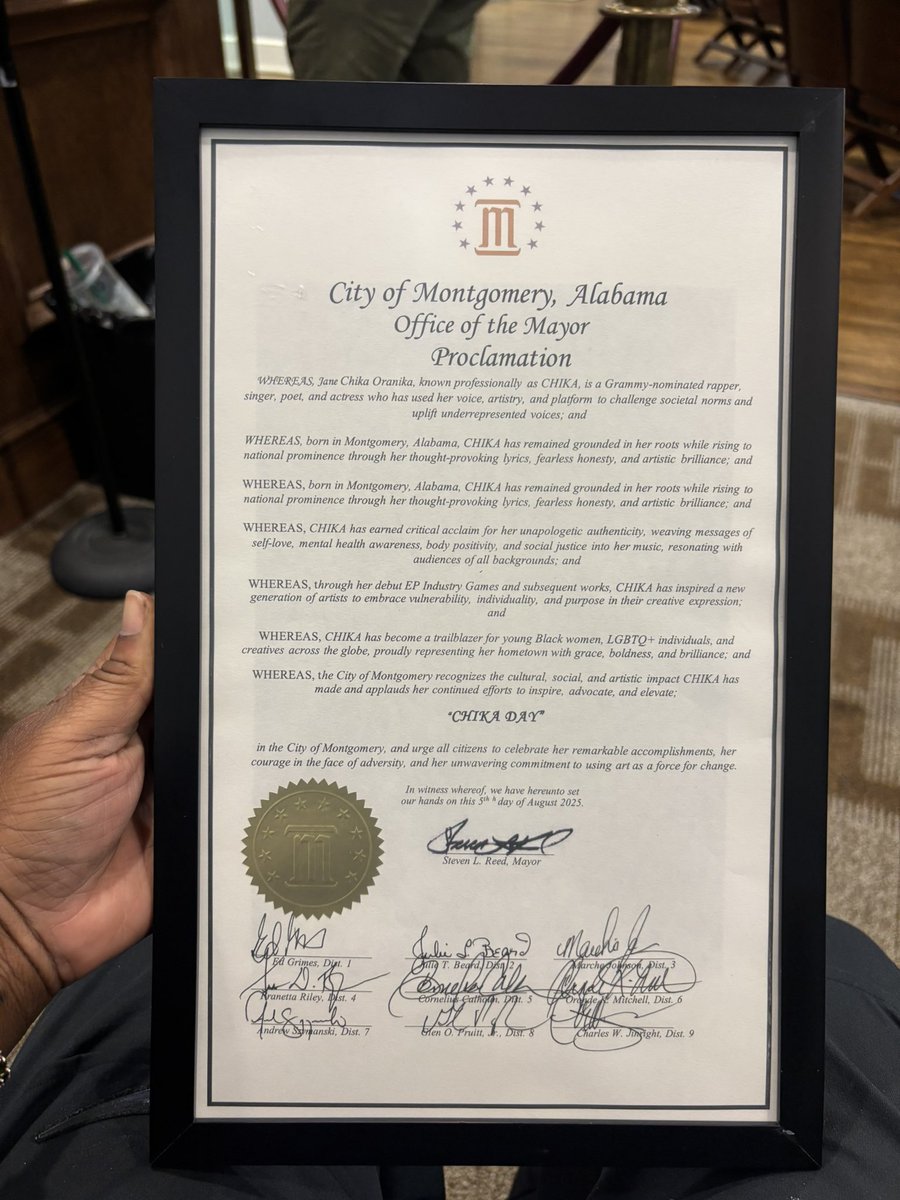 m
City of Montgomery, Alabama
Office of the Mayor
Proclamation
WHEREAS, Jane Chika Oranika, known professionally as CHIKA, is a Grammy-nominated rapper,
singer, poet, and actress who has used her voice, artistry, and platform to challenge societal norms and
uplift underrepresented voices; and
WHEREAS, born in Montgomery, Alabama, CHIKA has remained grounded in her roots while rising to
national prominence through her thought-provoking lyrics, fearless honesty, and artistic brilliance; and
WHEREAS, born in Montgomery, Alabama, CHIKA has remained grounded in her roots while rising to
national prominence through her thought-provoking lyrics, fearless honesty, and artistic brilliance; and
WHEREAS, CHIKA has earned critical acclaim for her unapologetic authenticity, weaving messages of
self-love, mental health awareness, body positivity, and social justice into her music, resonating with
audiences of all backgrounds; and
WHEREAS, through her debut EP Industry Games and subsequent works, CHIKA has inspired a new
generation of artists to embrace vulnerability, individuality, and purpose in their creative expression;
and
WHEREAS, CHIKA has become a trailblazer for young Black women, LGBTQ+ individuals, and
creatives across the globe, proudly representing her hometown with grace, boldness, and brilliance; and
WHEREAS, the City of Montgomery recognizes the cultural, social, and artistic impact CHIKA has
made and applauds her continued efforts to inspire, advocate, and elevate;
"CHIKA DAY"
in the City of Montgomery, and urge all citizens to celebrate her remarkable accomplishments, her
courage in the face of adversity, and her unwavering commitment to using art as a force for change.
In witness whereof, we have hereunto set
our hands on this 5th h day of August 2025.
m
Steven L. Reed, Mayor
Julie L Beard
Ed Grimes, Dist. 1 Julie T. Beard, Dist. 2 Marche Johnson, Dist. 3
Franetta Riley, Dist. 4 Cornelius Calhoun, Dist. 5 Oronde K. Mitchell, Dist. 6
Andrew Szymanski, Dist. 7 Glen O. Pruitt, Jr., Dist. 8 Charles W. Jinright, Dist. 9